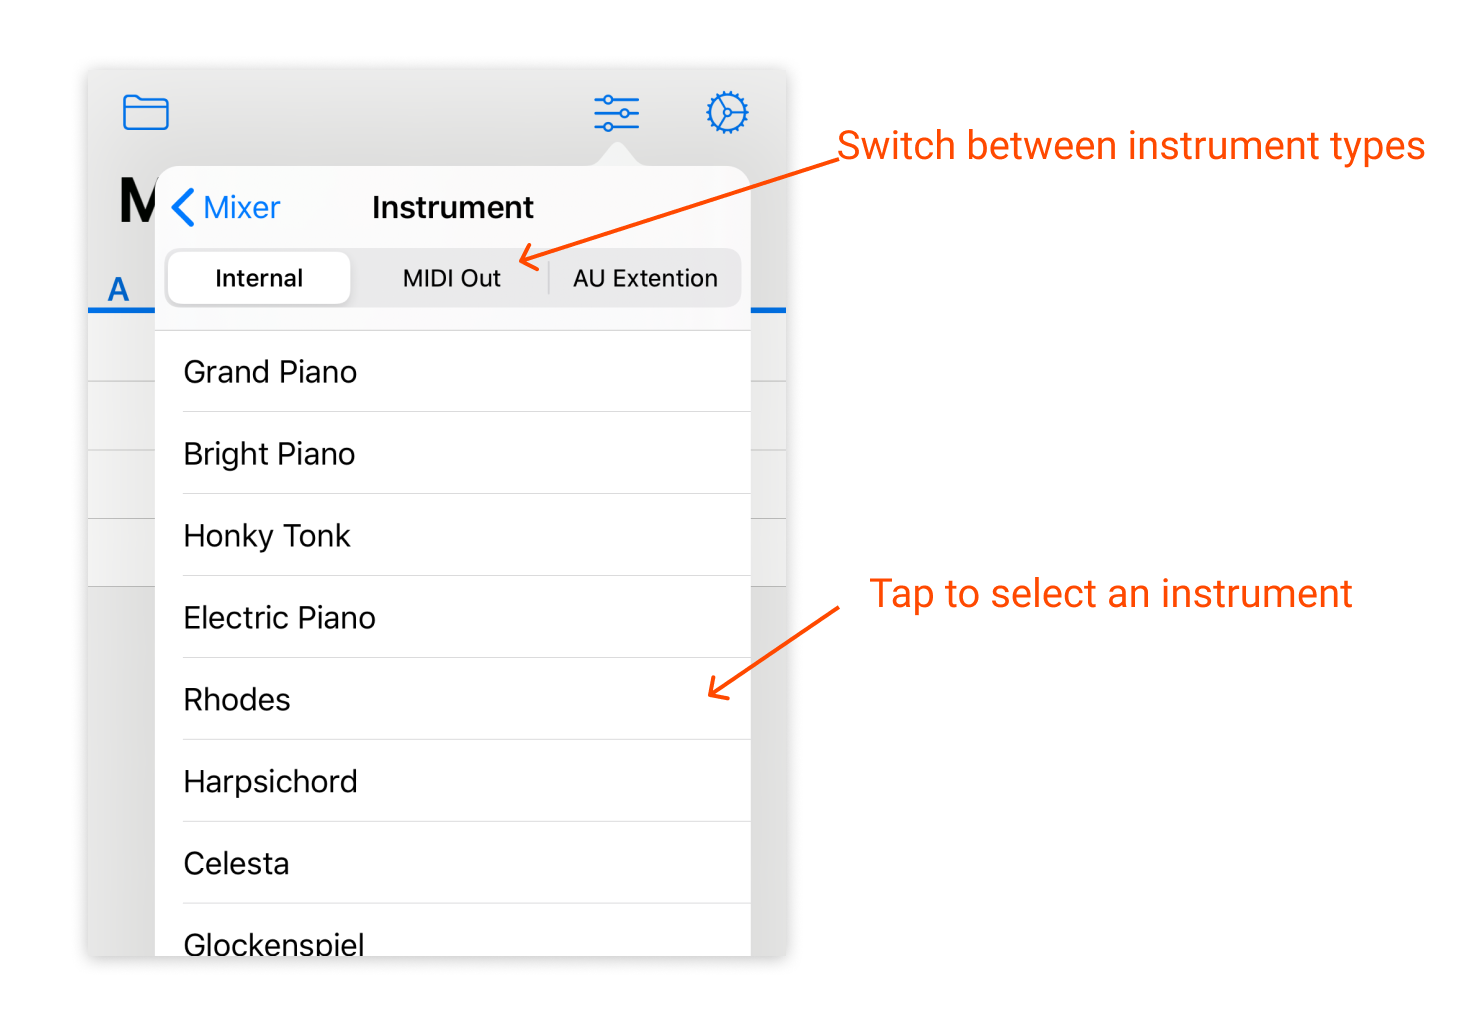 Switch between instrument types
M
Mixer
Instrument
Internal
MIDI Out
AU Extention
A
Grand Piano
Bright Piano
Honky Tonk
Electric Piano
Tap to select an instrument
Rhodes
Harpsichord
Celesta
Glockenspiel